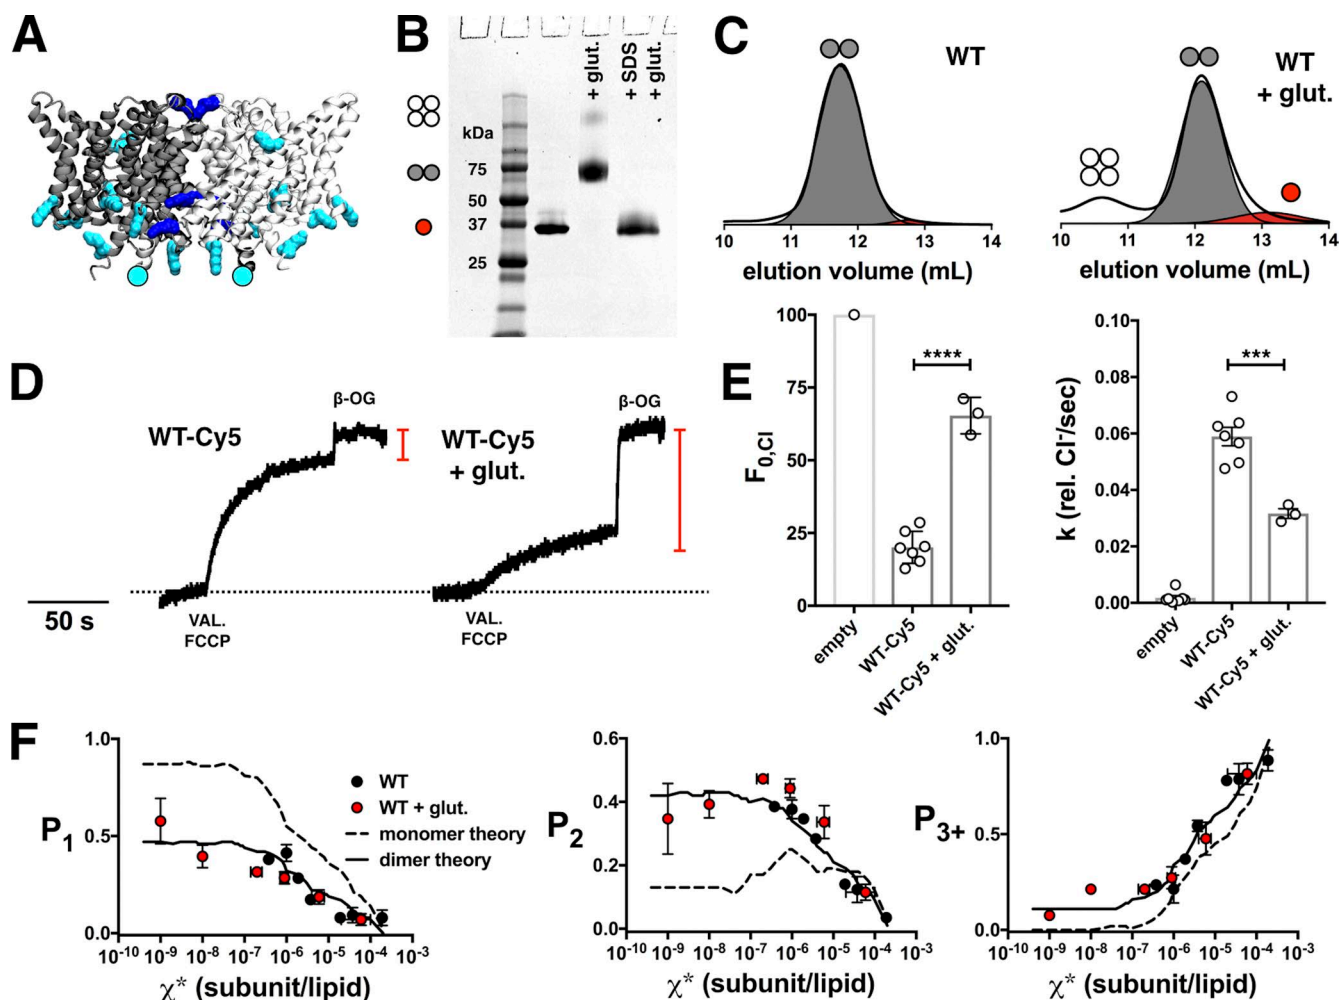 A
B
+ glut.
+ SDS
+ glut.
kDa
75
50
37
25
C
WT
10 11 12 13 14
elution volume (mL)
WT
+ glut.
10 11 12 13 14
elution volume (mL)
D
WT-Cy5
β-OG
VAL.
FCCP
50 s
WT-Cy5
+ glut.
β-OG
VAL.
FCCP
E
F0,Cl
100
75
50
25
0
****
empty
WT-Cy5
WT-Cy5 + glut.
k (rel. Cl-/sec)
0.10
0.08
0.06
0.04
0.02
0.00
***
empty
WT-Cy5
WT-Cy5 + glut.
F
P1
1.0
0.5
0.0
WT
WT + glut.
monomer theory
dimer theory
10-10 10-9 10-8 10-7 10-6 10-5 10-4 10-3
χ* (subunit/lipid)
P2
0.6
0.4
0.2
0.0
10-10 10-9 10-8 10-7 10-6 10-5 10-4 10-3
χ* (subunit/lipid)
P3+
1.0
0.5
0.0
10-10 10-9 10-8 10-7 10-6 10-5 10-4 10-3
χ* (subunit/lipid)